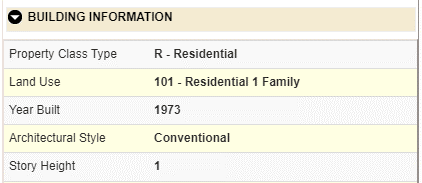 BUILDING INFORMATION
Property Class Type R - Residential
Land Use 101 - Residential 1 Family
Year Built 1973
Architectural Style Conventional
Story Height 1